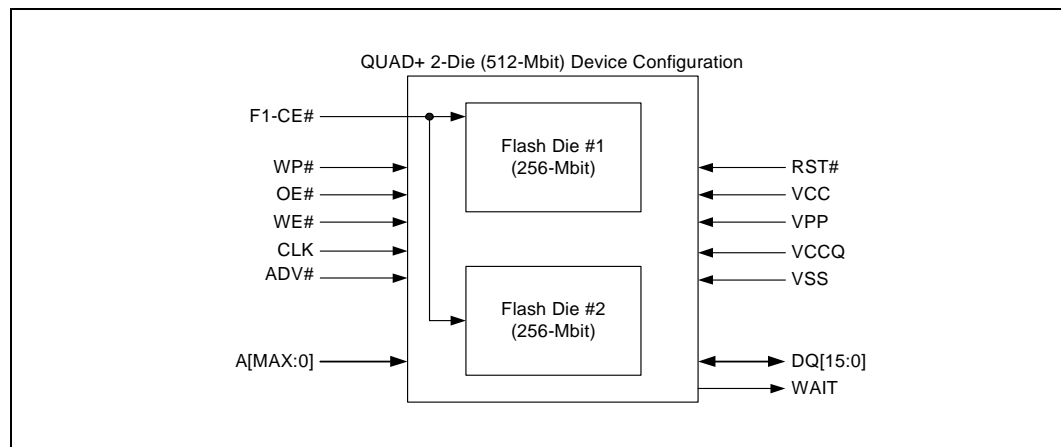 QUAD+ 2-Die (512-Mbit) Device Configuration
F1-CE#
Flash Die #1
(256-Mbit)
WP#
OE#
WE#
CLK
ADV#
RST#
VCC
VPP
VCCQ
VSS
Flash Die #2
(256-Mbit)
A[MAX:0]
DQ[15:0]
WAIT